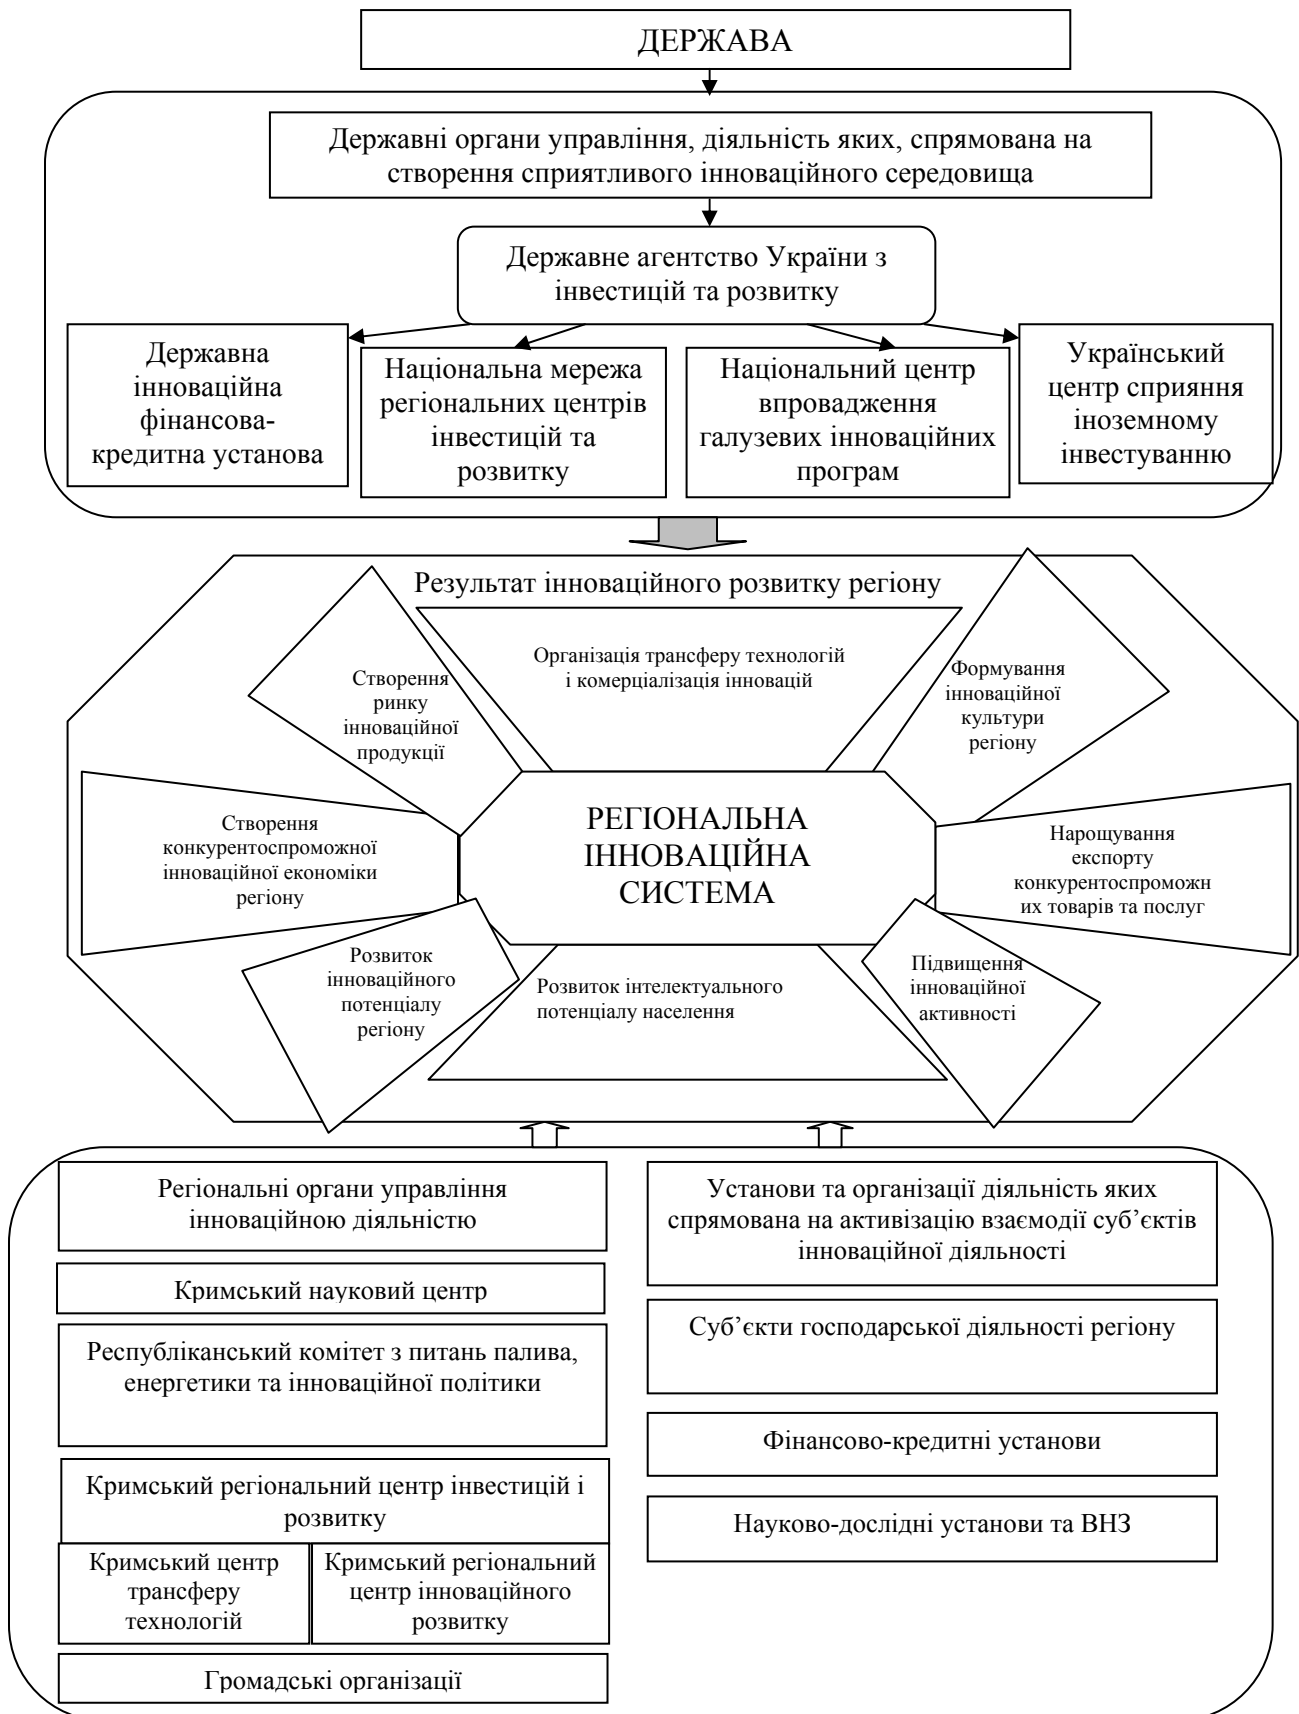 ДЕРЖАВА
Державні органи управління, діяльність яких, спрямована на
створення сприятливого інноваційного середовища
Державне агентство України з
інвестицій та розвитку
Державна
інноваційна
фінансова-
кредитна установа
Національна мережа
регіональних центрів
інвестицій та
розвитку
Національний центр
впровадження
галузевих інноваційних
програм
Український
центр сприяння
іноземному
інвестуванню
Результат інноваційного розвитку регіону
Організація трансферу технологій
і комерціалізація інновацій
Створення
ринку
інноваційної
продукції
Формування
інноваційної
культури
регіону
Створення
конкурентоспроможної
інноваційної економіки
регіону
РЕГІОНАЛЬНА
ІННОВАЦІЙНА
СИСТЕМА
Нарощування
експорту
конкурентоспроможн
их товарів та послуг
Розвиток
інноваційного
потенціалу
регіону
Розвиток інтелектуального
потенціалу населення
Підвищення
інноваційної
активності
Регіональні органи управління
інноваційною діяльністю
Кримський науковий центр
Республіканський комітет з питань палива,
енергетики та інноваційної політики
Кримський регіональний центр інвестицій і
розвитку
Кримський центр
трансферу
технологій
Кримський регіональний
центр інноваційного
розвитку
Громадські організації
Установи та організації діяльність яких
спрямована на активізацію взаємодії суб’єктів
інноваційної діяльності
Суб’єкти господарської діяльності регіону
Фінансово-кредитні установи
Науково-дослідні установи та ВНЗ